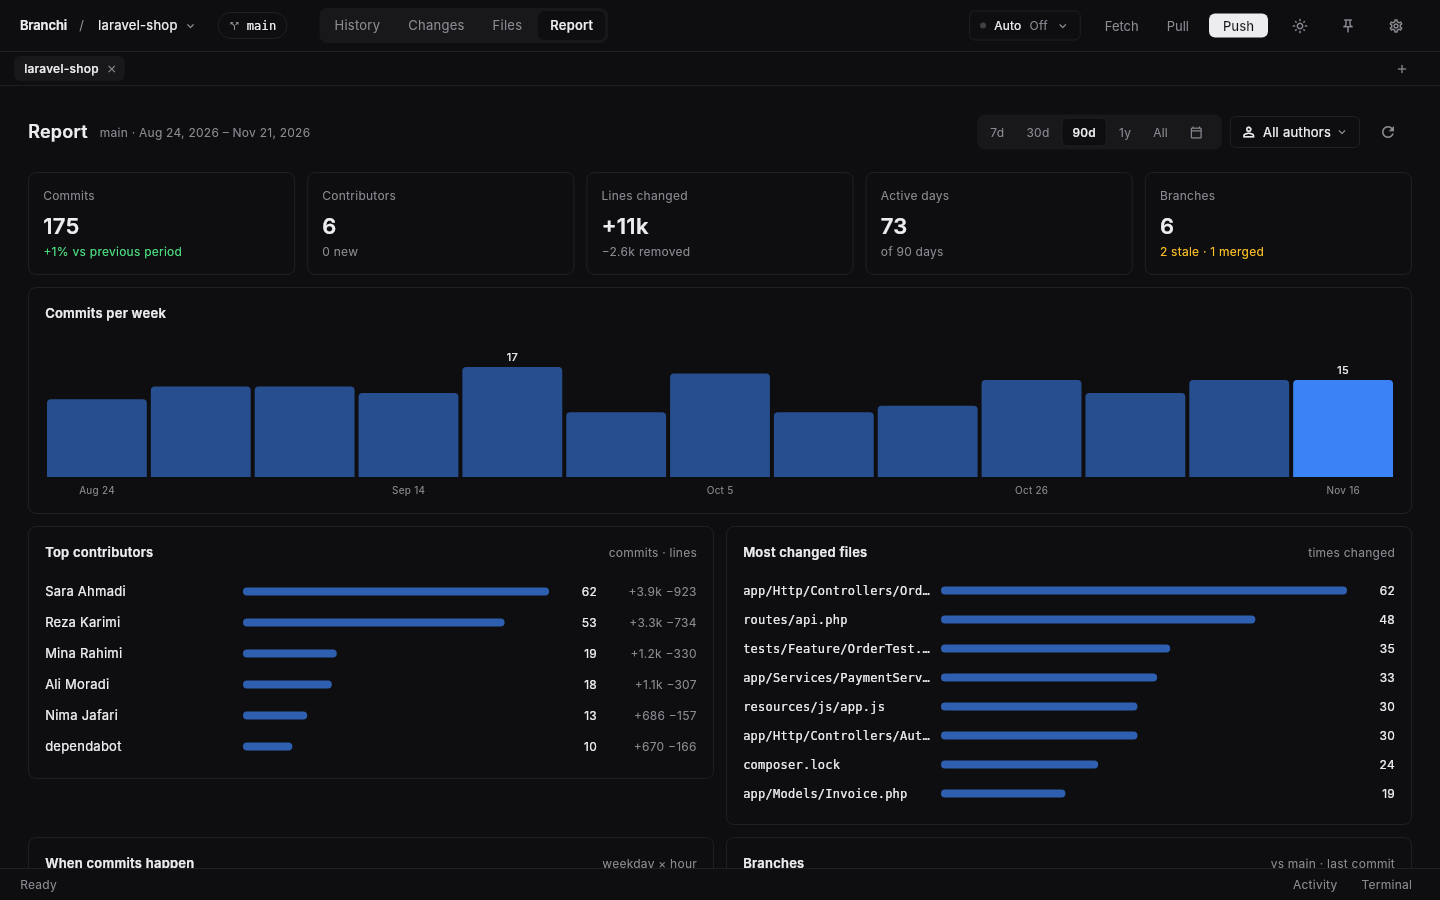 Branchi / laravel-shop main History Changes Files Report Auto Off Fetch Pull Push
laravel-shop × +
Report main · Aug 24, 2026 – Nov 21, 2026 7d 30d 90d 1y All All authors
Commits
175
+1% vs previous period
Contributors
6
0 new
Lines changed
+11k
−2.6k removed
Active days
73
of 90 days
Branches
6
2 stale · 1 merged
Commits per week
17
15
Aug 24 Sep 14 Oct 5 Oct 26 Nov 16
Top contributors commits · lines
Sara Ahmadi 62 +3.9k −923
Reza Karimi 53 +3.3k −734
Mina Rahimi 19 +1.2k −330
Ali Moradi 18 +1.1k −307
Nima Jafari 13 +686 −157
dependabot 10 +670 −166
Most changed files times changed
app/Http/Controllers/Ord… 62
routes/api.php 48
tests/Feature/OrderTest.… 35
app/Services/PaymentServ… 33
resources/js/app.js 30
app/Http/Controllers/Aut… 30
composer.lock 24
app/Models/Invoice.php 19
When commits happen weekday × hour
Branches vs main · last commit
Ready Activity Terminal